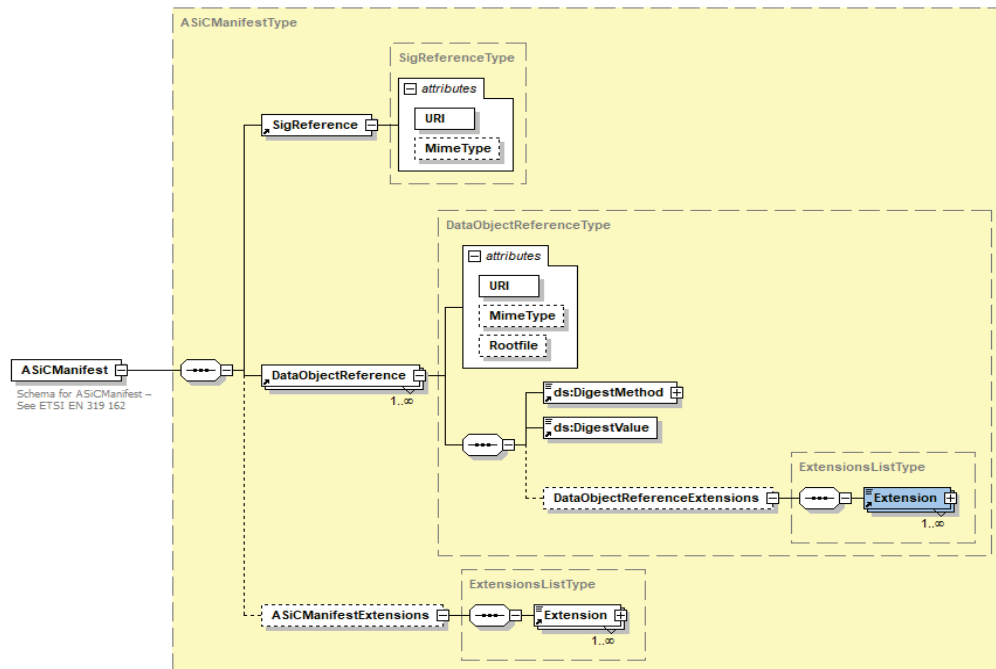 ASiCManifestType
SigReferenceType
attributes
SigReference
URI
MimeType
DataObjectReferenceType
attributes
URI
MimeType
Rootfile
ASiCManifest
Schema for ASiCManifest –
See ETSI EN 319 162
DataObjectReference
1..∞
ds:DigestMethod
ds:DigestValue
ExtensionsListType
DataObjectReferenceExtensions
Extension
1..∞
ExtensionsListType
ASiCManifestExtensions
Extension
1..∞